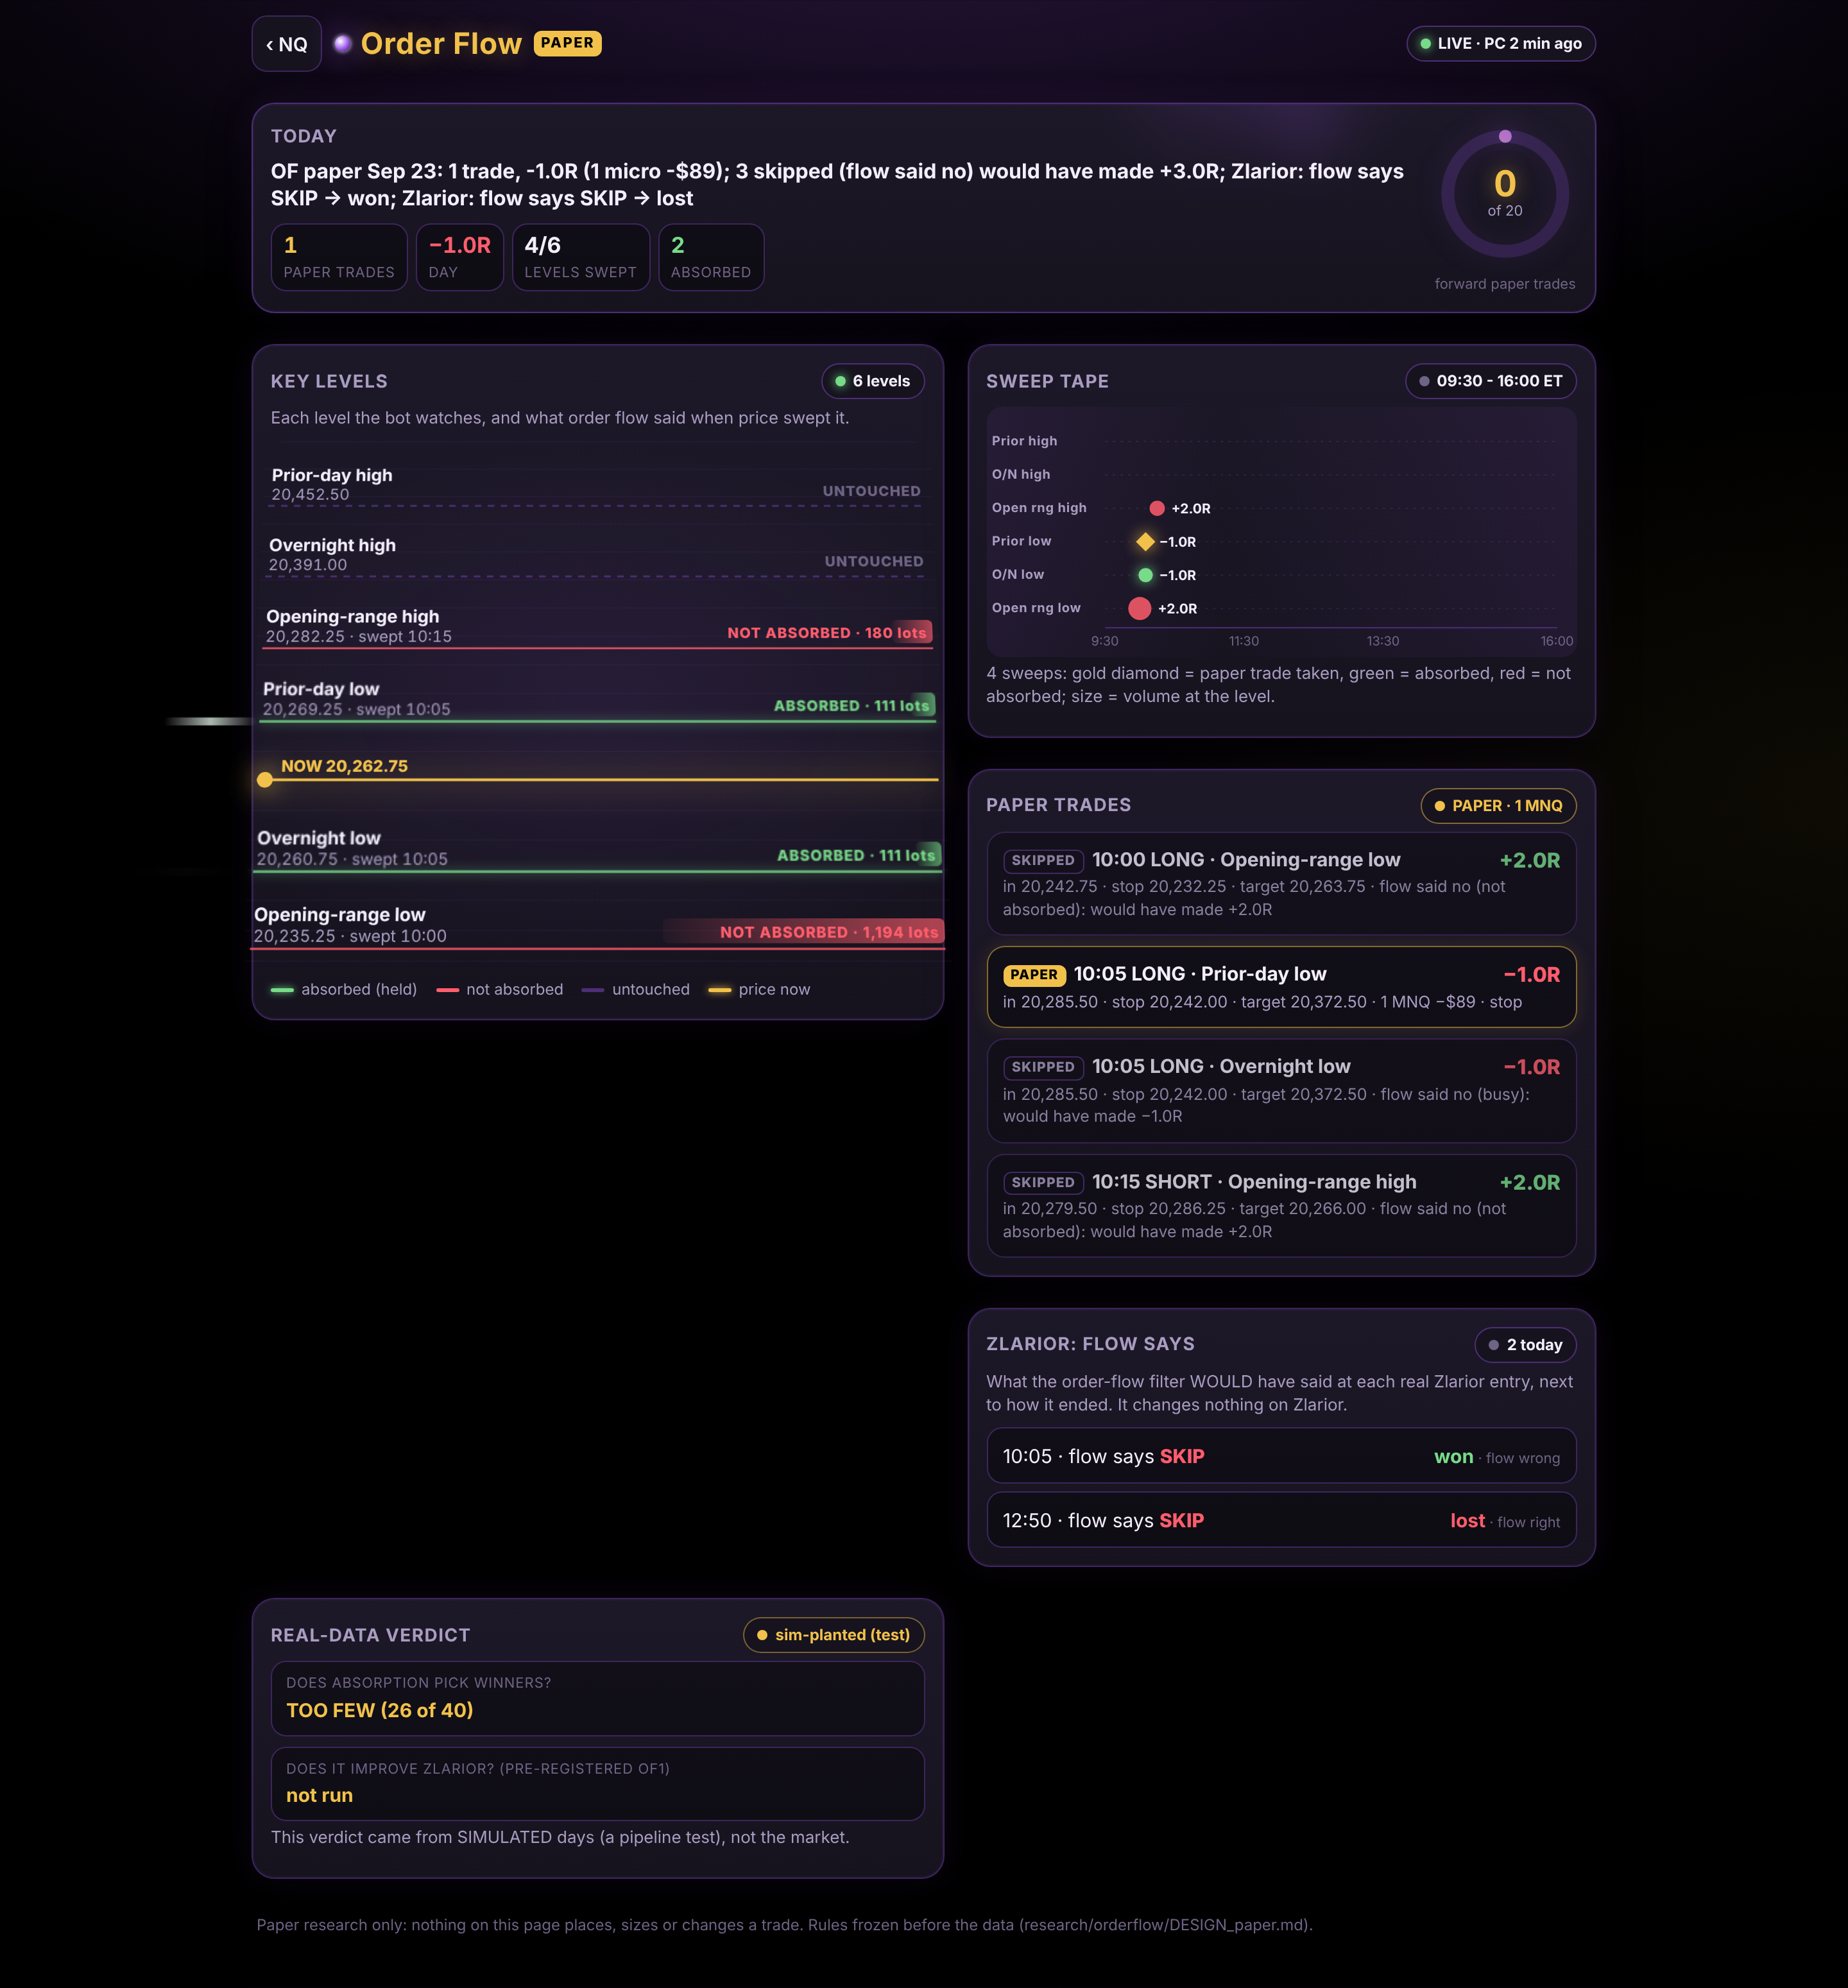 ‹ NQ
Order Flow
PAPER
LIVE · PC 2 min ago
TODAY
OF paper Sep 23: 1 trade, -1.0R (1 micro -$89); 3 skipped (flow said no) would have made +3.0R; Zlarior: flow says
SKIP → won; Zlarior: flow says SKIP → lost
1
PAPER TRADES
−1.0R
DAY
4/6
LEVELS SWEPT
2
ABSORBED
0
of 20
forward paper trades
KEY LEVELS
6 levels
Each level the bot watches, and what order flow said when price swept it.
Prior-day high
20,452.50
UNTOUCHED
Overnight high
20,391.00
UNTOUCHED
Opening-range high
20,282.25 · swept 10:15
NOT ABSORBED · 180 lots
Prior-day low
20,269.25 · swept 10:05
ABSORBED · 111 lots
NOW 20,262.75
Overnight low
20,260.75 · swept 10:05
ABSORBED · 111 lots
Opening-range low
20,235.25 · swept 10:00
NOT ABSORBED · 1,194 lots
absorbed (held)
not absorbed
untouched
price now
SWEEP TAPE
09:30 - 16:00 ET
Prior high
O/N high
Open rng high
+2.0R
Prior low
−1.0R
O/N low
−1.0R
Open rng low
+2.0R
9:30
11:30
13:30
16:00
4 sweeps: gold diamond = paper trade taken, green = absorbed, red = not
absorbed; size = volume at the level.
PAPER TRADES
PAPER · 1 MNQ
SKIPPED
10:00 LONG · Opening-range low
+2.0R
in 20,242.75 · stop 20,232.25 · target 20,263.75 · flow said no (not
absorbed): would have made +2.0R
PAPER
10:05 LONG · Prior-day low
−1.0R
in 20,285.50 · stop 20,242.00 · target 20,372.50 · 1 MNQ −$89 · stop
SKIPPED
10:05 LONG · Overnight low
−1.0R
in 20,285.50 · stop 20,242.00 · target 20,372.50 · flow said no (busy):
would have made −1.0R
SKIPPED
10:15 SHORT · Opening-range high
+2.0R
in 20,279.50 · stop 20,286.25 · target 20,266.00 · flow said no (not
absorbed): would have made +2.0R
ZLARIOR: FLOW SAYS
2 today
What the order-flow filter WOULD have said at each real Zlarior entry, next
to how it ended. It changes nothing on Zlarior.
10:05 · flow says SKIP
won · flow wrong
12:50 · flow says SKIP
lost · flow right
REAL-DATA VERDICT
sim-planted (test)
DOES ABSORPTION PICK WINNERS?
TOO FEW (26 of 40)
DOES IT IMPROVE ZLARIOR? (PRE-REGISTERED OF1)
not run
This verdict came from SIMULATED days (a pipeline test), not the market.
Paper research only: nothing on this page places, sizes or changes a trade. Rules frozen before the data (research/orderflow/DESIGN_paper.md).